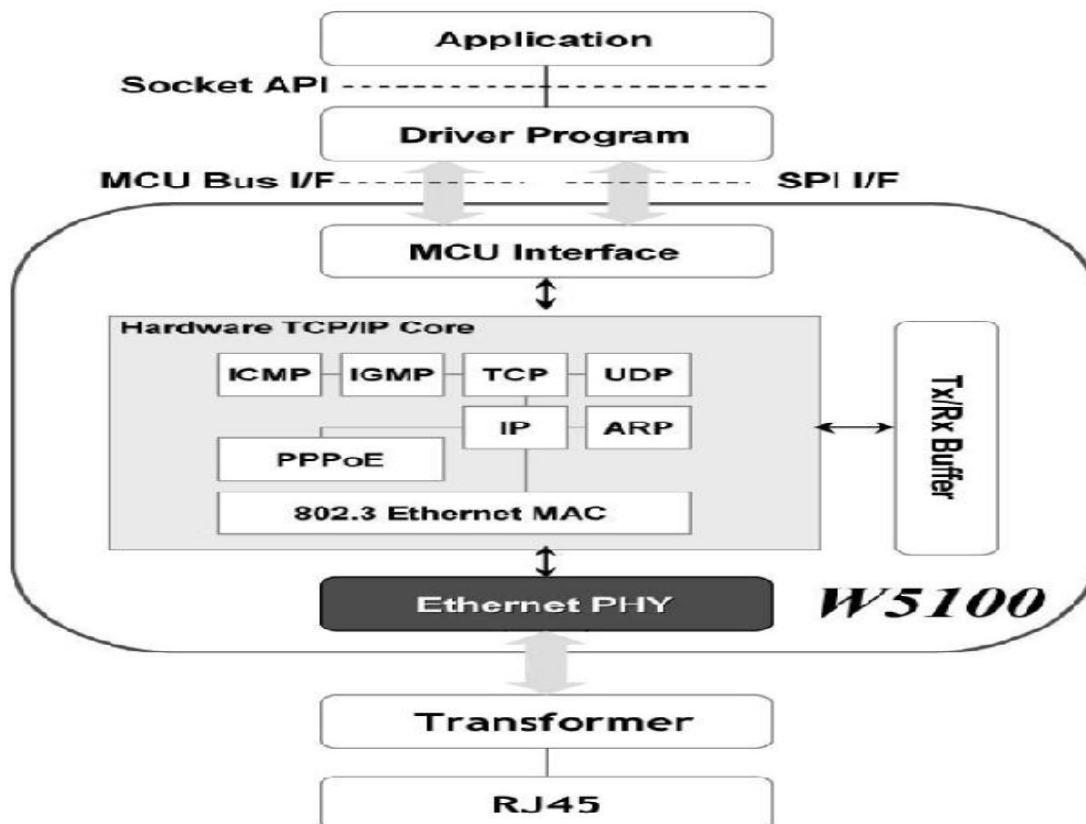 Application
Socket API
Driver Program
MCU Bus I/F
SPI I/F
MCU Interface
Hardware TCP/IP Core
ICMP
IGMP
TCP
UDP
IP
ARP
PPPoE
802.3 Ethernet MAC
Tx/Rx Buffer
Ethernet PHY
W5100
Transformer
RJ45